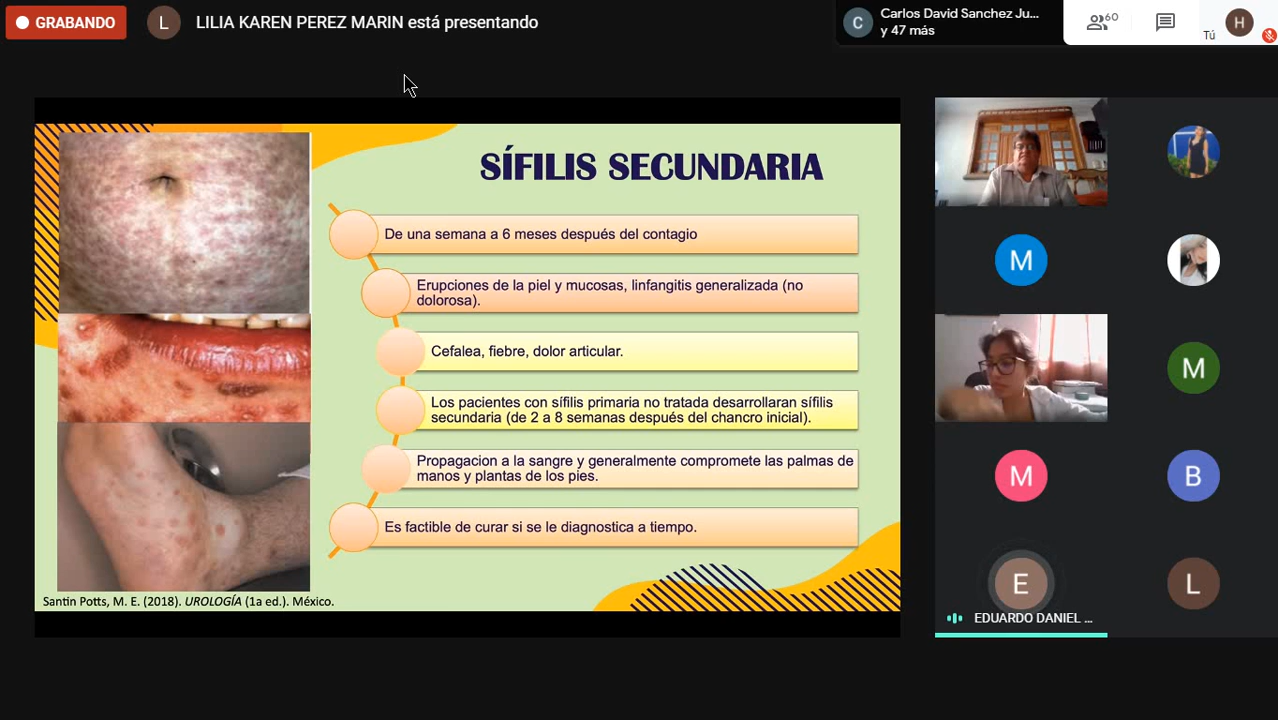 GRABANDO
L
LILIA KAREN PEREZ MARIN está presentando
C
Carlos David Sanchez Ju...
y 47 más
60
Tú
H
SÍFILIS SECUNDARIA
De una semana a 6 meses después del contagio
Erupciones de la piel y mucosas, linfangitis generalizada (no
dolorosa).
Cefalea, fiebre, dolor articular.
Los pacientes con sífilis primaria no tratada desarrollaran sífilis
secundaria (de 2 a 8 semanas después del chancro inicial).
Propagacion a la sangre y generalmente compromete las palmas de
manos y plantas de los pies.
Es factible de curar si se le diagnostica a tiempo.
Santin Potts, M. E. (2018). UROLOGÍA (1a ed.). México.
M
M
M
B
E
L
EDUARDO DANIEL ...